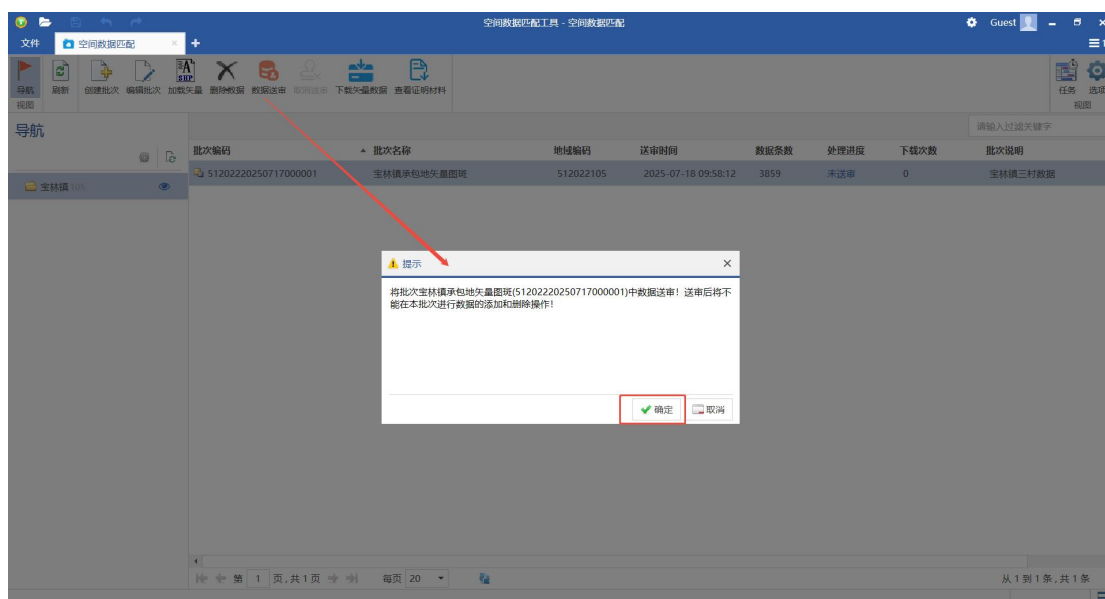 空间数据匹配工具 - 空间数据匹配
Guest
文件
空间数据匹配
导航
刷新
创建批次
编辑批次
加载矢量
删除数据
数据送审
取消送审
下载矢量数据
查看证明材料
任务
选项
视图
视图
导航
请输入过滤关键字
批次编码 批次名称 地域编码 送审时间 数据条数 处理进度 下载次数 批次说明
51202220250717000001 宝林镇承包地矢量图斑 512022105 2025-07-18 09:58:12 3859 未送审 0 宝林镇三村数据
宝林镇 105
提示
将批次宝林镇承包地矢量图斑(51202220250717000001)中数据送审！送审后将不
能在本批次进行数据的添加和删除操作！
确定 取消
第 1 页,共1页 每页 20
从1到1条,共1条